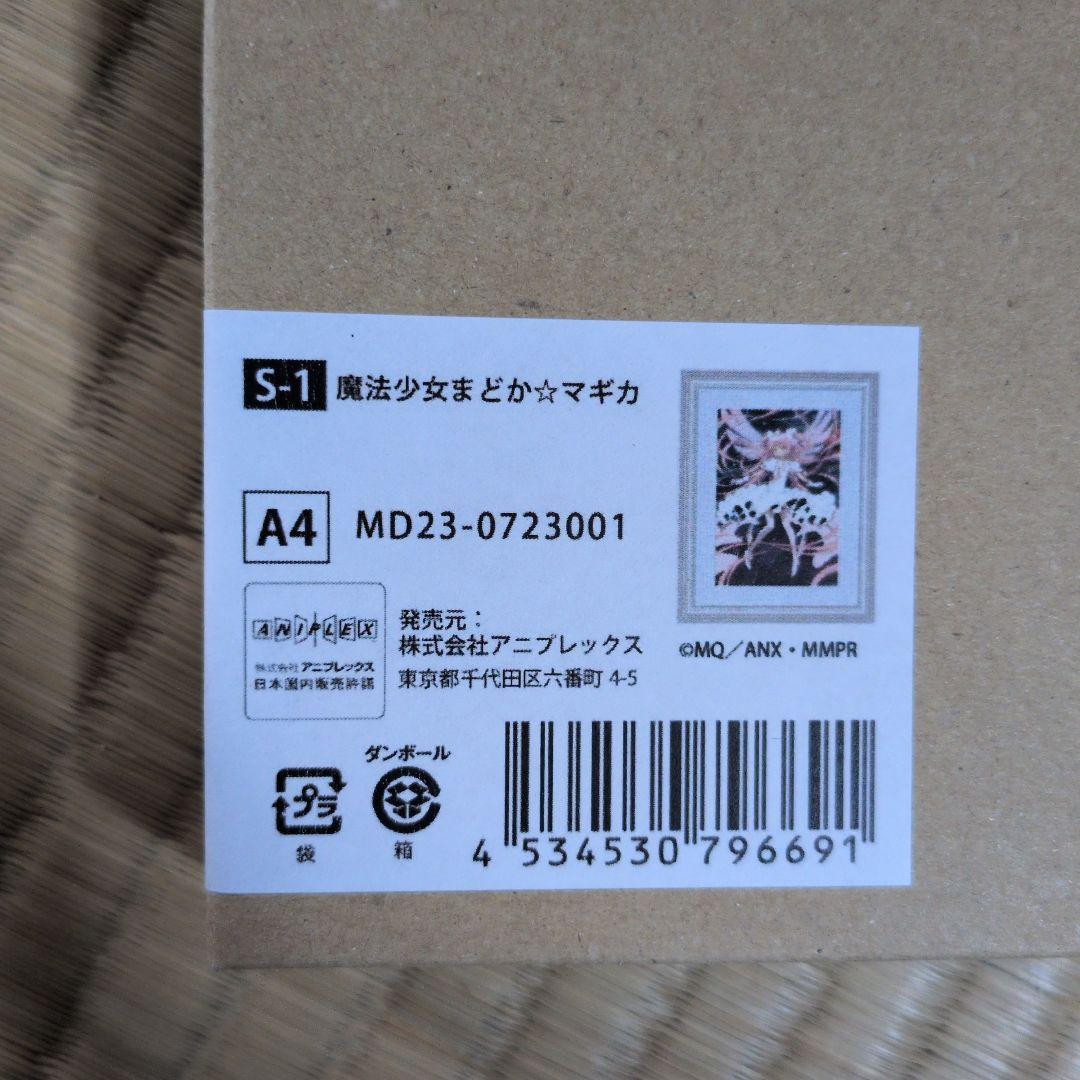 S-1 魔法少女まどか☆マギカ
A4 MD23-0723001
ANIPLEX
株式会社 アニプレックス
日本国内販売許諾
発売元：
株式会社アニプレックス
東京都千代田区六番町 4-5
©MQ／ANX・MMPR
プラ
袋
ダンボール
箱
4 534530 796691